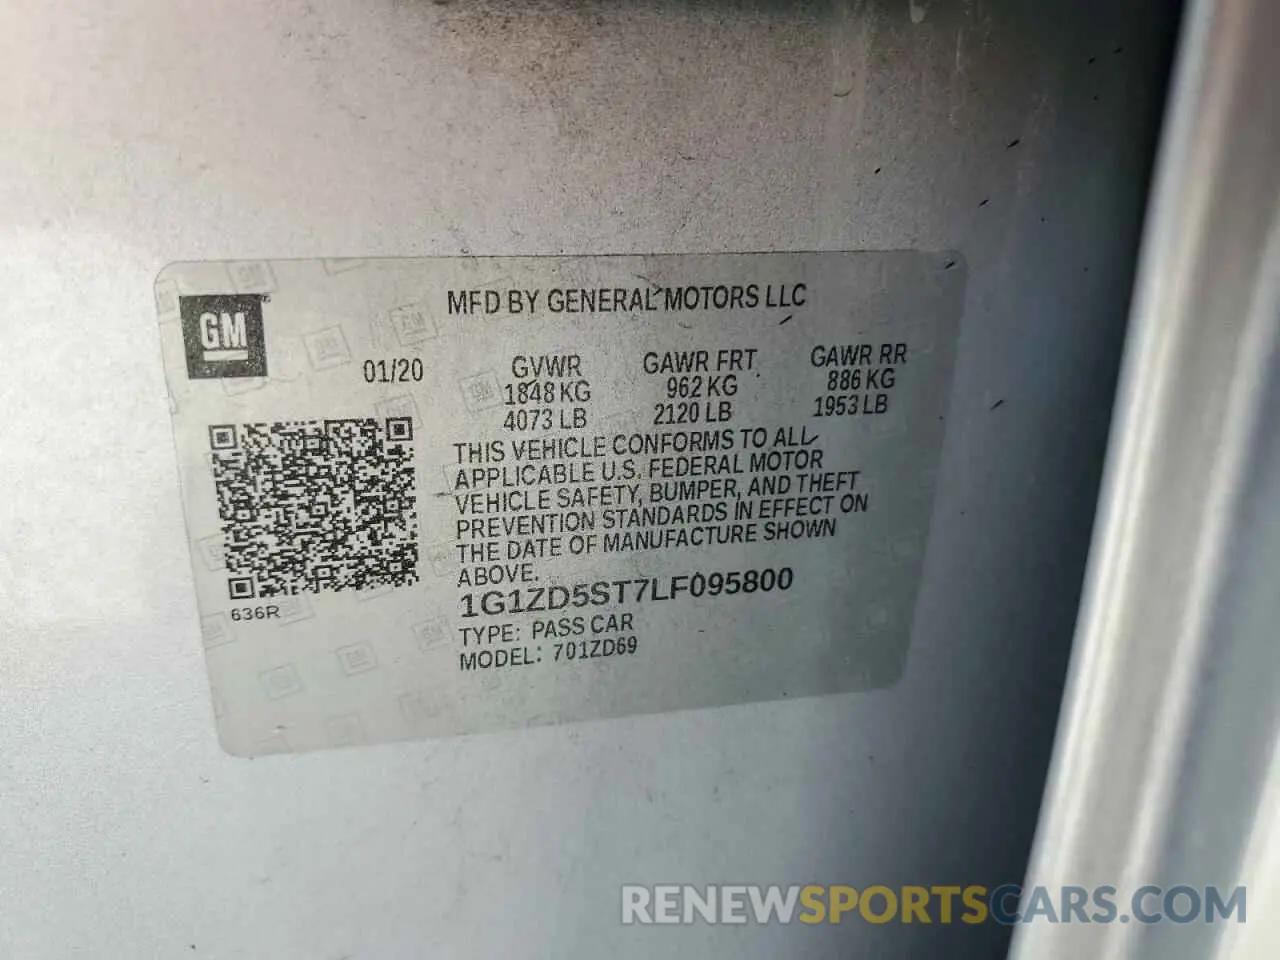 MFD BY GENERAL MOTORS LLC
GM
01/20
GVWR GAWR FRT GAWR RR
1848 KG 962 KG 886 KG
4073 LB 2120 LB 1953 LB
THIS VEHICLE CONFORMS TO ALL
APPLICABLE U.S. FEDERAL MOTOR
VEHICLE SAFETY, BUMPER, AND THEFT
PREVENTION STANDARDS IN EFFECT ON
THE DATE OF MANUFACTURE SHOWN
ABOVE.
1G1ZD5ST7LF095800
636R
TYPE: PASS CAR
MODEL: 701ZD69
RENEWSPORTSCARS.COM